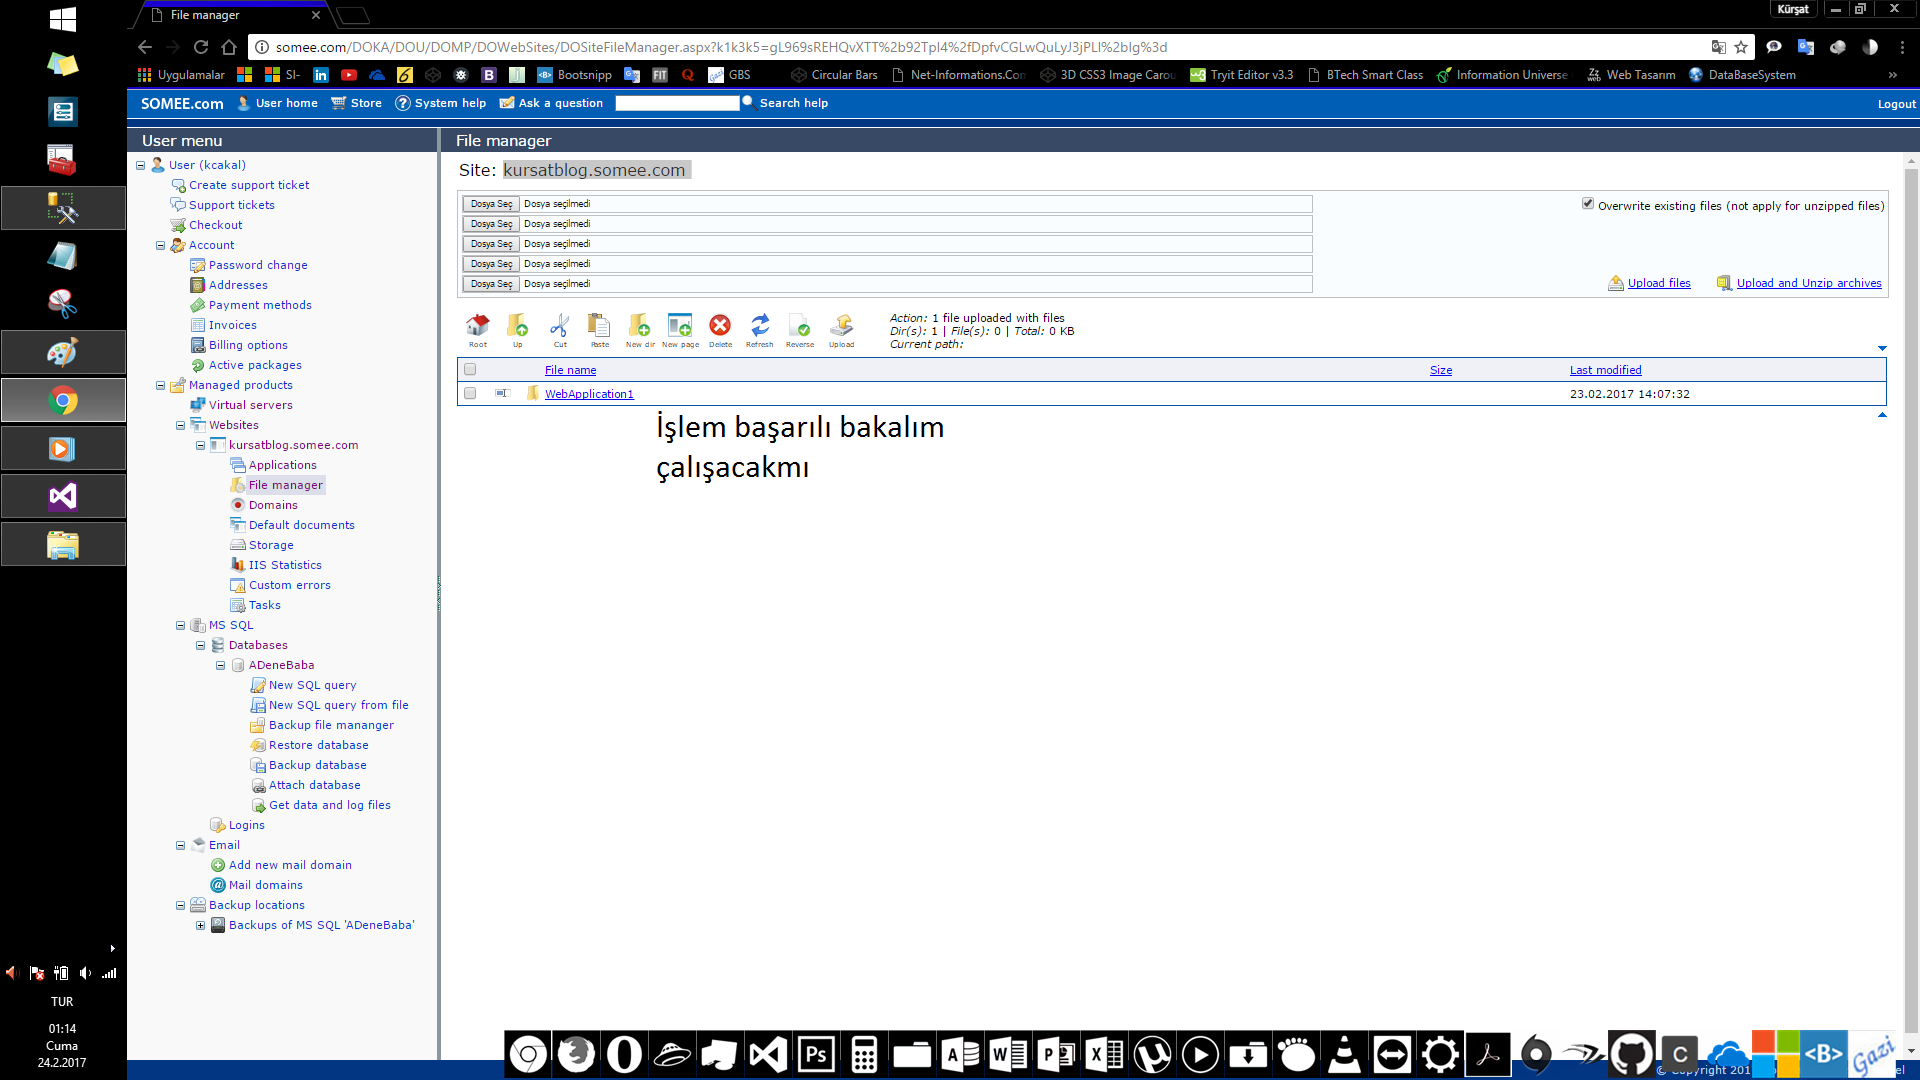 File manager
Kürşat
somee.com/DOKA/DOU/DOMP/DOWebSites/DOSiteFileManager.aspx?k1k3k5=gL969sREHQvXTT%2b92TpI4%2fDpfvCGLwQuLyJ3jPLI%2bIg%3d
Uygulamalar SI- Bootsnipp FIT GBS Circular Bars Net-Informations.Con 3D CSS3 Image Carou Tryit Editor v3.3 BTech Smart Class Information Universe Web Tasarım DataBaseSystem »
SOMEE.com User home Store System help Ask a question Search help Logout
User menu
User (kcakal)
Create support ticket
Support tickets
Checkout
Account
Password change
Addresses
Payment methods
Invoices
Billing options
Active packages
Managed products
Virtual servers
Websites
kursatblog.somee.com
Applications
File manager
Domains
Default documents
Storage
IIS Statistics
Custom errors
Tasks
MS SQL
Databases
ADeneBaba
New SQL query
New SQL query from file
Backup file mananger
Restore database
Backup database
Attach database
Get data and log files
Logins
Email
Add new mail domain
Mail domains
Backup locations
Backups of MS SQL 'ADeneBaba'
File manager
Site: kursatblog.somee.com
Dosya Seç Dosya seçilmedi
Dosya Seç Dosya seçilmedi
Dosya Seç Dosya seçilmedi
Dosya Seç Dosya seçilmedi
Dosya Seç Dosya seçilmedi
Overwrite existing files (not apply for unzipped files)
Upload files Upload and Unzip archives
Root Up Cut Paste New dir New page Delete Refresh Reverse Upload
Action: 1 file uploaded with files
Dir(s): 1 | File(s): 0 | Total: 0 KB
Current path:
File name Size Last modified
WebApplication1 23.02.2017 14:07:32
İşlem başarılı bakalım
çalışacakmı
TUR
01:14
Cuma
24.2.2017
Ps
C
<B>
Gazi
© Copyright